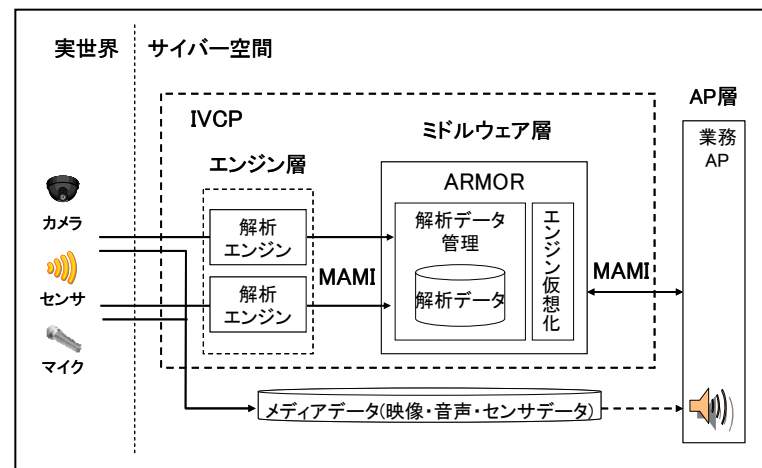 実世界
サイバー空間
IVCP
エンジン層
ミドルウェア層
AP層
業務
AP
カメラ
センサ
マイク
解析
エンジン
解析
エンジン
MAMI
ARMOR
解析データ
管理
解析データ
エンジン仮想化
MAMI
メディアデータ(映像・音声・センサデータ)